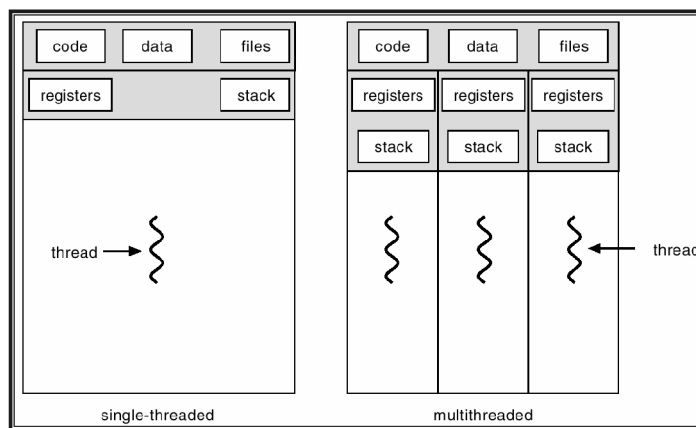 code data files
registers stack
thread
single-threaded
code data files
registers registers registers
stack stack stack
thread
multithreaded